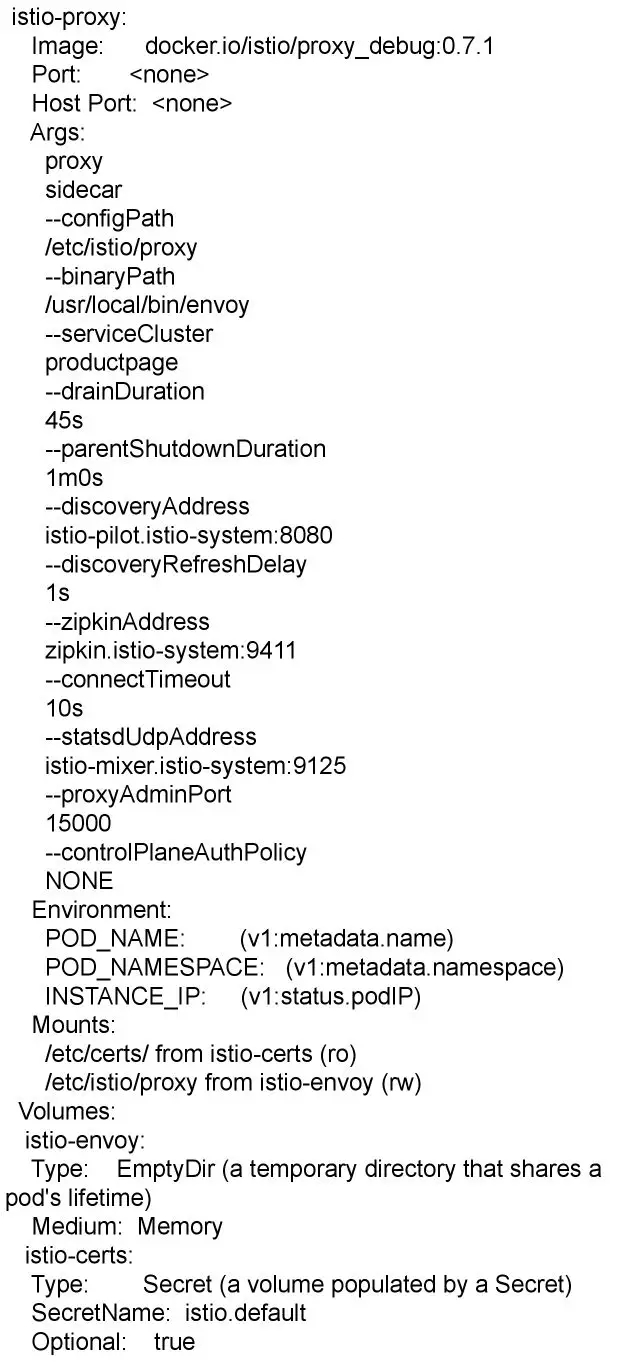 istio-proxy:
Image: docker.io/istio/proxy_debug:0.7.1
Port: <none>
Host Port: <none>
Args:
proxy
sidecar
--configPath
/etc/istio/proxy
--binaryPath
/usr/local/bin/envoy
--serviceCluster
productpage
--drainDuration
45s
--parentShutdownDuration
1m0s
--discoveryAddress
istio-pilot.istio-system:8080
--discoveryRefreshDelay
1s
--zipkinAddress
zipkin.istio-system:9411
--connectTimeout
10s
--statsdUdpAddress
istio-mixer.istio-system:9125
--proxyAdminPort
15000
--controlPlaneAuthPolicy
NONE
Environment:
POD_NAME: (v1:metadata.name)
POD_NAMESPACE: (v1:metadata.namespace)
INSTANCE_IP: (v1:status.podIP)
Mounts:
/etc/certs/ from istio-certs (ro)
/etc/istio/proxy from istio-envoy (rw)
Volumes:
istio-envoy:
Type: EmptyDir (a temporary directory that shares a
pod's lifetime)
Medium: Memory
istio-certs:
Type: Secret (a volume populated by a Secret)
SecretName: istio.default
Optional: true